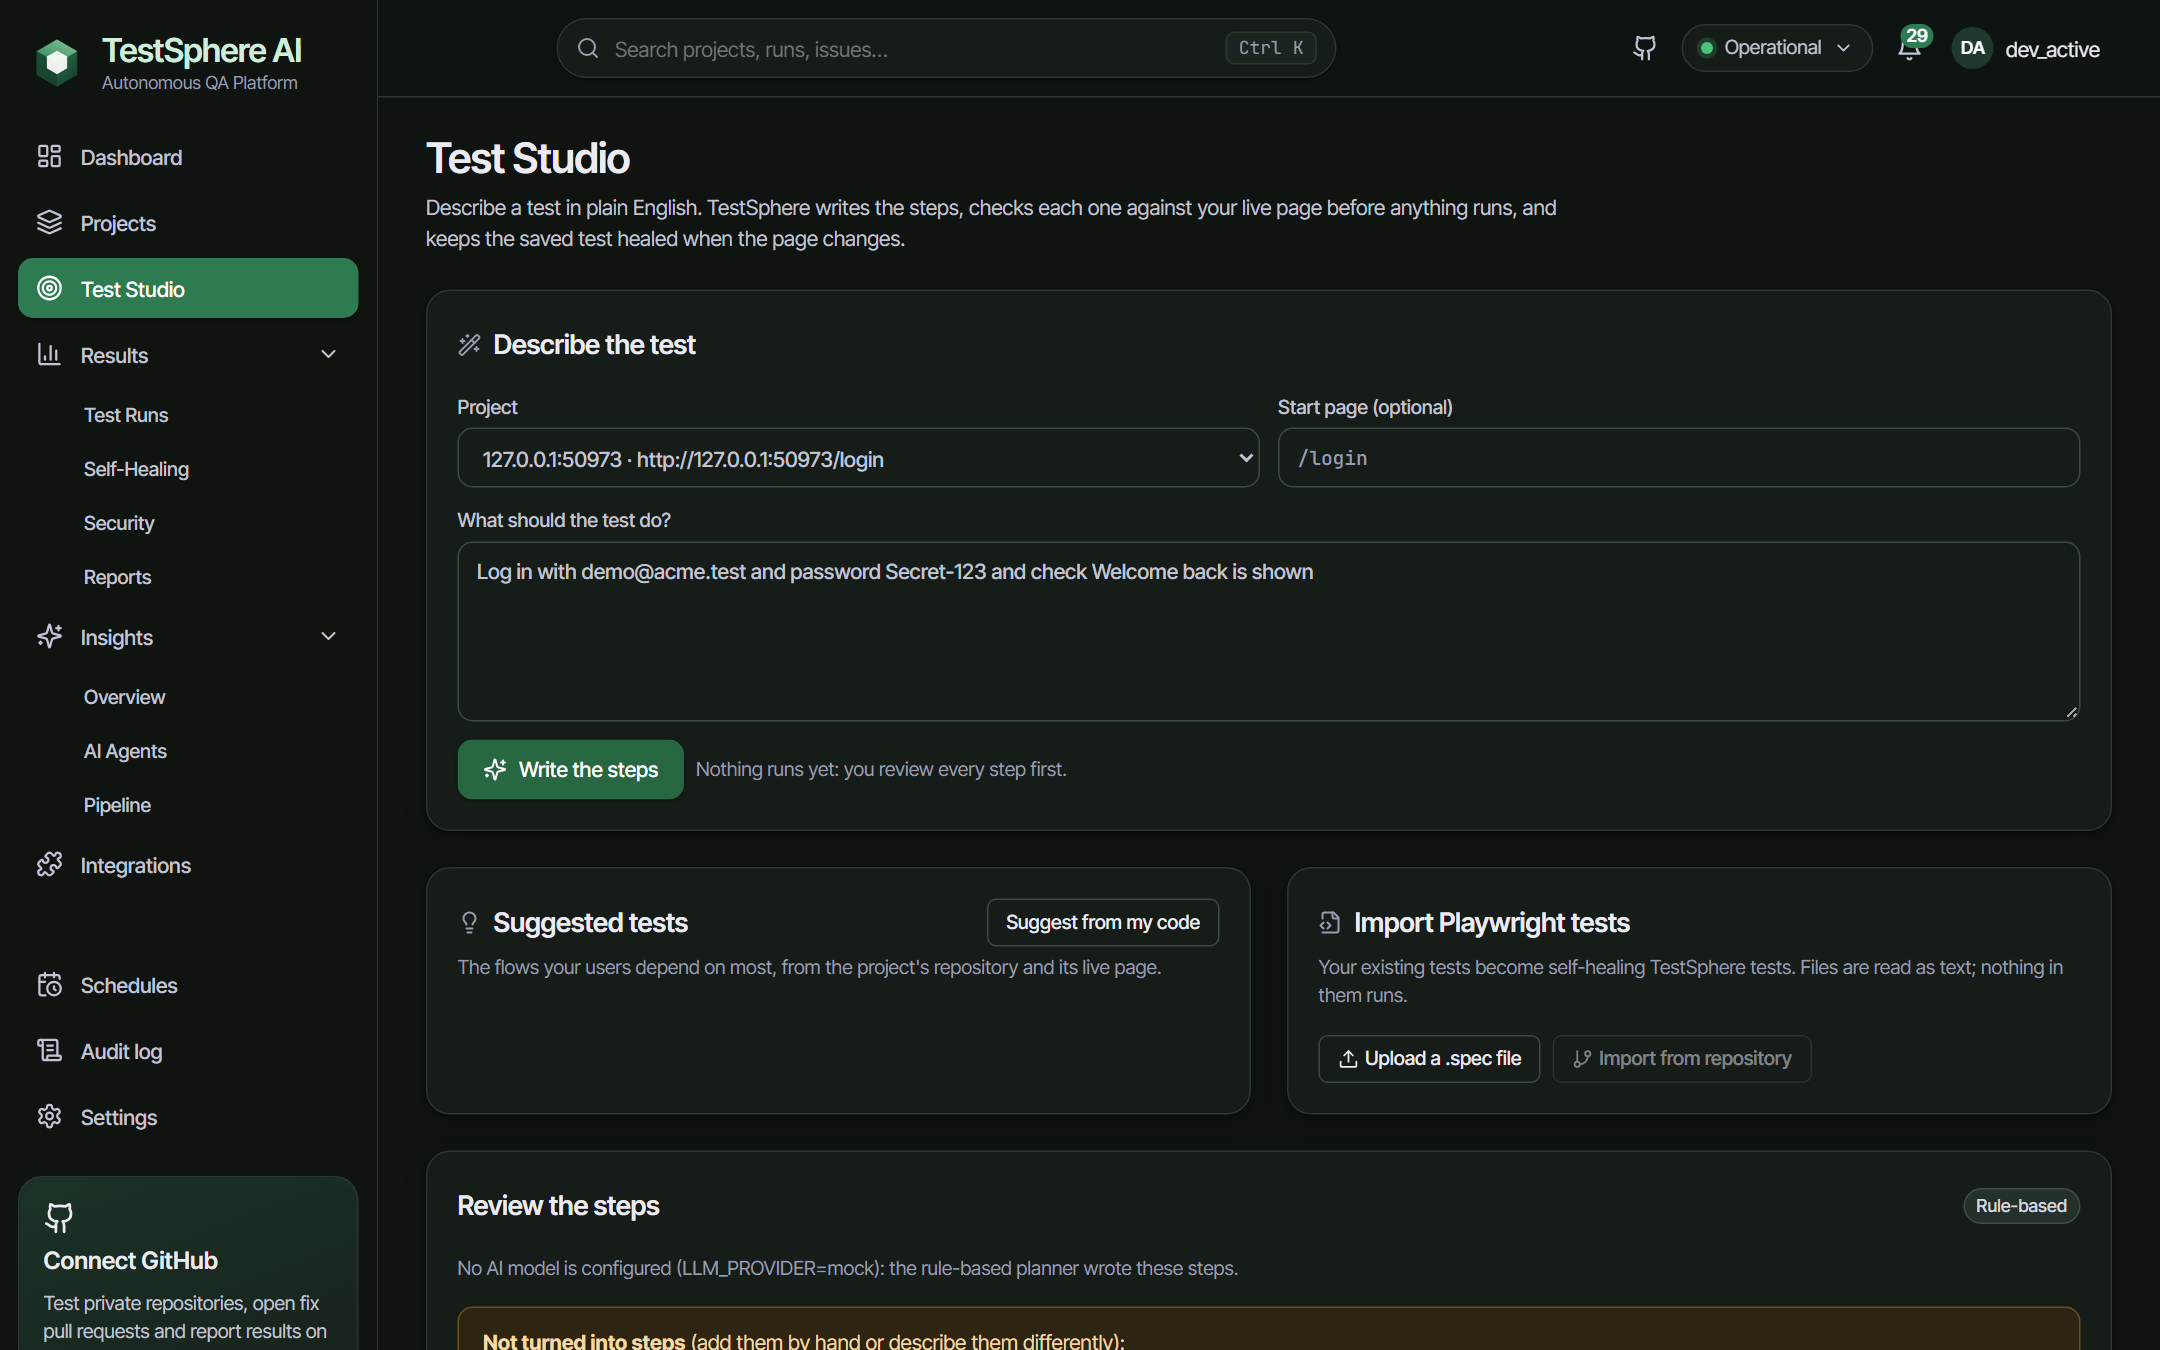 TestSphere AI
Autonomous QA Platform
Search projects, runs, issues...
Ctrl K
Operational
29
DA
dev_active
Dashboard
Projects
Test Studio
Results
Test Runs
Self-Healing
Security
Reports
Insights
Overview
AI Agents
Pipeline
Integrations
Schedules
Audit log
Settings
Connect GitHub
Test private repositories, open fix
pull requests and report results on
Test Studio
Describe a test in plain English. TestSphere writes the steps, checks each one against your live page before anything runs, and
keeps the saved test healed when the page changes.
Describe the test
Project
127.0.0.1:50973 · http://127.0.0.1:50973/login
Start page (optional)
/login
What should the test do?
Log in with demo@acme.test and password Secret-123 and check Welcome back is shown
Write the steps
Nothing runs yet: you review every step first.
Suggested tests
Suggest from my code
The flows your users depend on most, from the project's repository and its live page.
Import Playwright tests
Your existing tests become self-healing TestSphere tests. Files are read as text; nothing in
them runs.
Upload a .spec file
Import from repository
Review the steps
Rule-based
No AI model is configured (LLM_PROVIDER=mock): the rule-based planner wrote these steps.
Not turned into steps (add them by hand or describe them differently):